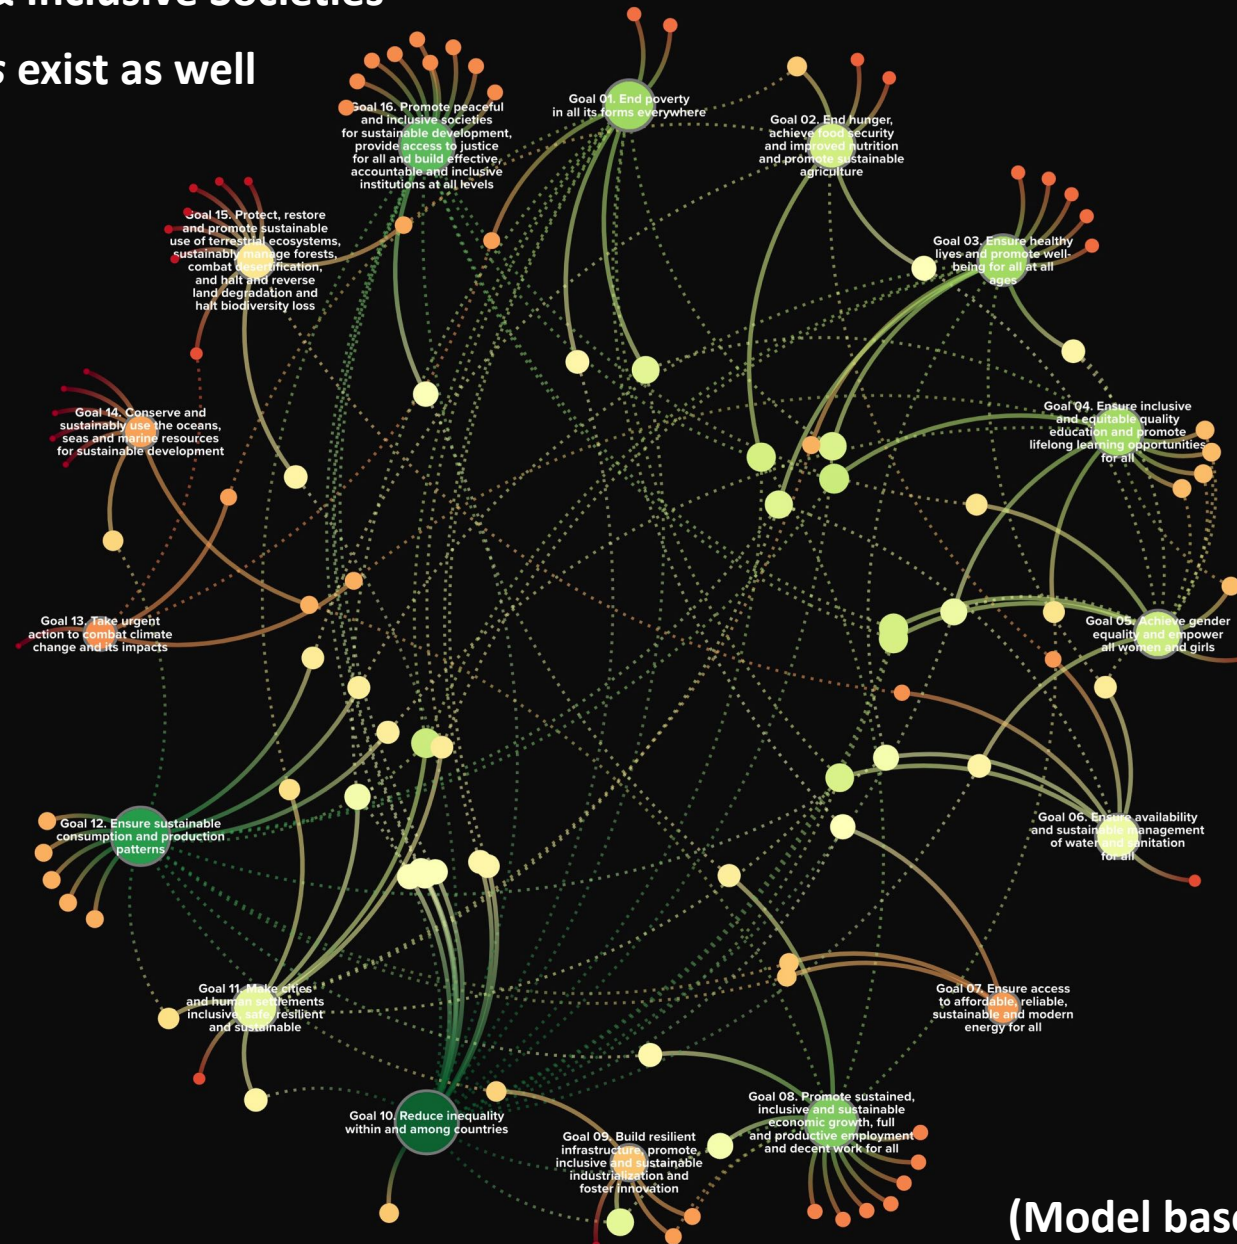 & Inclusive Societies
s exist as well
Goal 16. Promote peaceful
and inclusive societies
for sustainable development,
provide access to justice
for all and build effective,
accountable and inclusive
institutions at all levels
Goal 01. End poverty
in all its forms everywhere
Goal 02. End hunger,
achieve food security
and improved nutrition
and promote sustainable
agriculture
Goal 15. Protect, restore
and promote sustainable
use of terrestrial ecosystems,
sustainably manage forests,
combat desertification,
and halt and reverse
land degradation and
halt biodiversity loss
Goal 03. Ensure healthy
lives and promote well-
being for all at all
ages
Goal 14. Conserve and
sustainably use the oceans,
seas and marine resources
for sustainable development
Goal 04. Ensure inclusive
and equitable quality
education and promote
lifelong learning opportunities
for all
Goal 13. Take urgent
action to combat climate
change and its impacts
Goal 05. Achieve gender
equality and empower
all women and girls
Goal 12. Ensure sustainable
consumption and production
patterns
Goal 06. Ensure availability
and sustainable management
of water and sanitation
for all
Goal 11. Make cities
and human settlements
inclusive, safe, resilient
and sustainable
Goal 07. Ensure access
to affordable, reliable,
sustainable and modern
energy for all
Goal 10. Reduce inequality
within and among countries
Goal 08. Promote sustained,
inclusive and sustainable
economic growth, full
and productive employment
and decent work for all
Goal 09. Build resilient
infrastructure, promote
inclusive and sustainable
industrialization and
foster innovation
(Model base